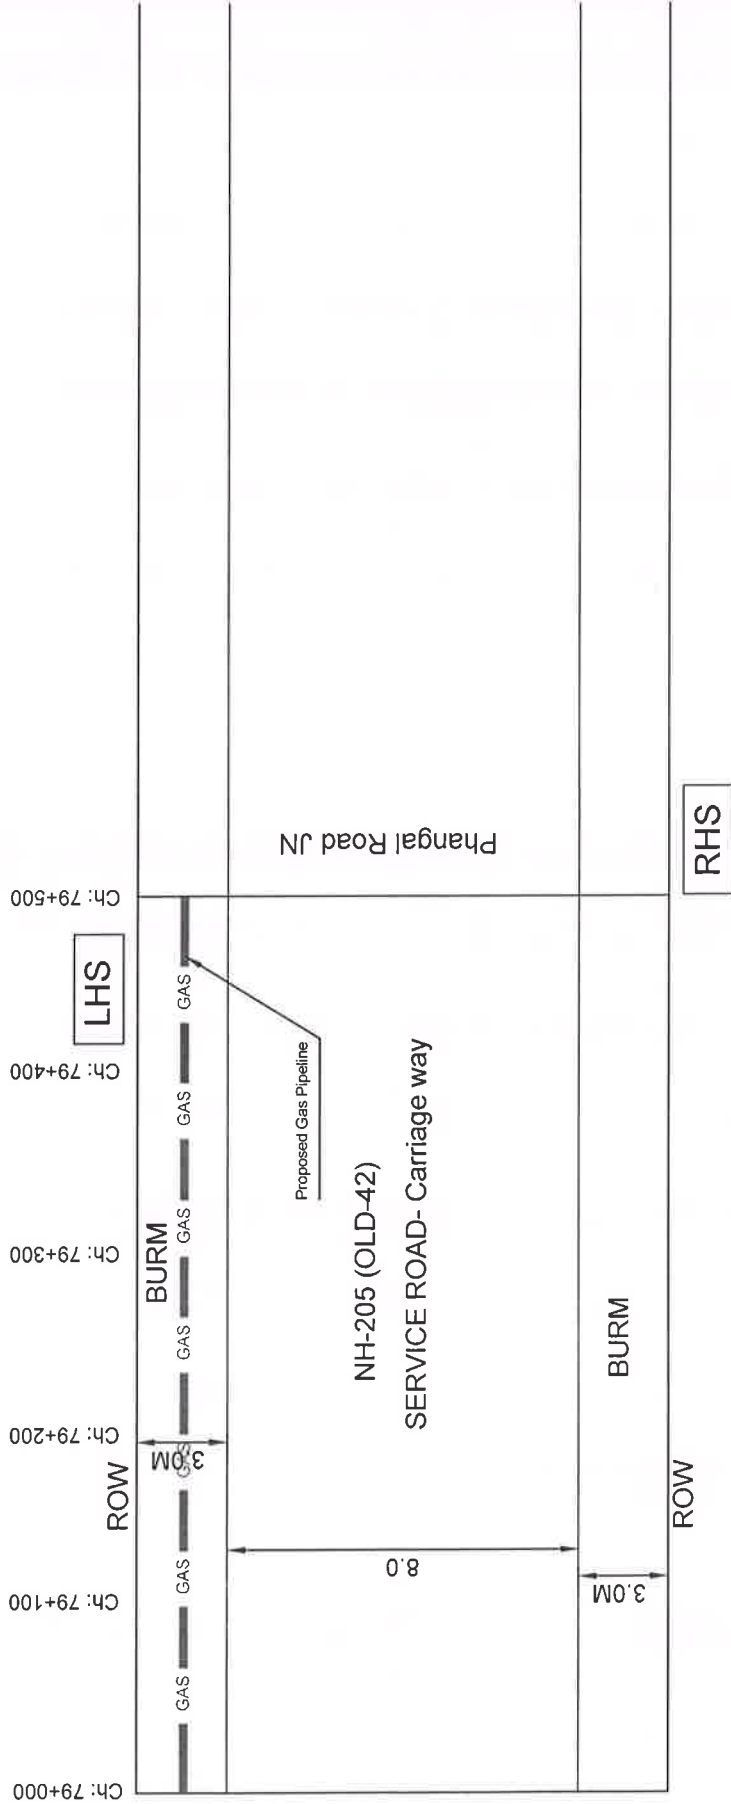 Ch: 79+000
Ch: 79+100
Ch: 79+200
Ch: 79+300
Ch: 79+400
Ch: 79+500
ROW
LHS
BURM
GAS
GAS
GAS
GAS
GAS
GAS
GAS
3.0M
Proposed Gas Pipeline
NH-205 (OLD-42)
SERVICE ROAD- Carriage way
8.0
Phangal Road JN
BURM
3.0M
ROW
RHS